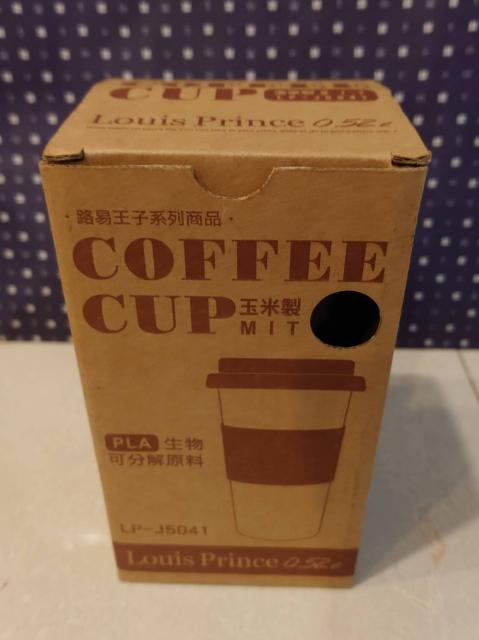 CUP
Louis Prince 0.52ℓ
·路易王子系列商品·
COFFEE
CUP 玉米製
MIT
PLA 生物
可分解原料
LP-J5041
Louis Prince 0.52ℓ